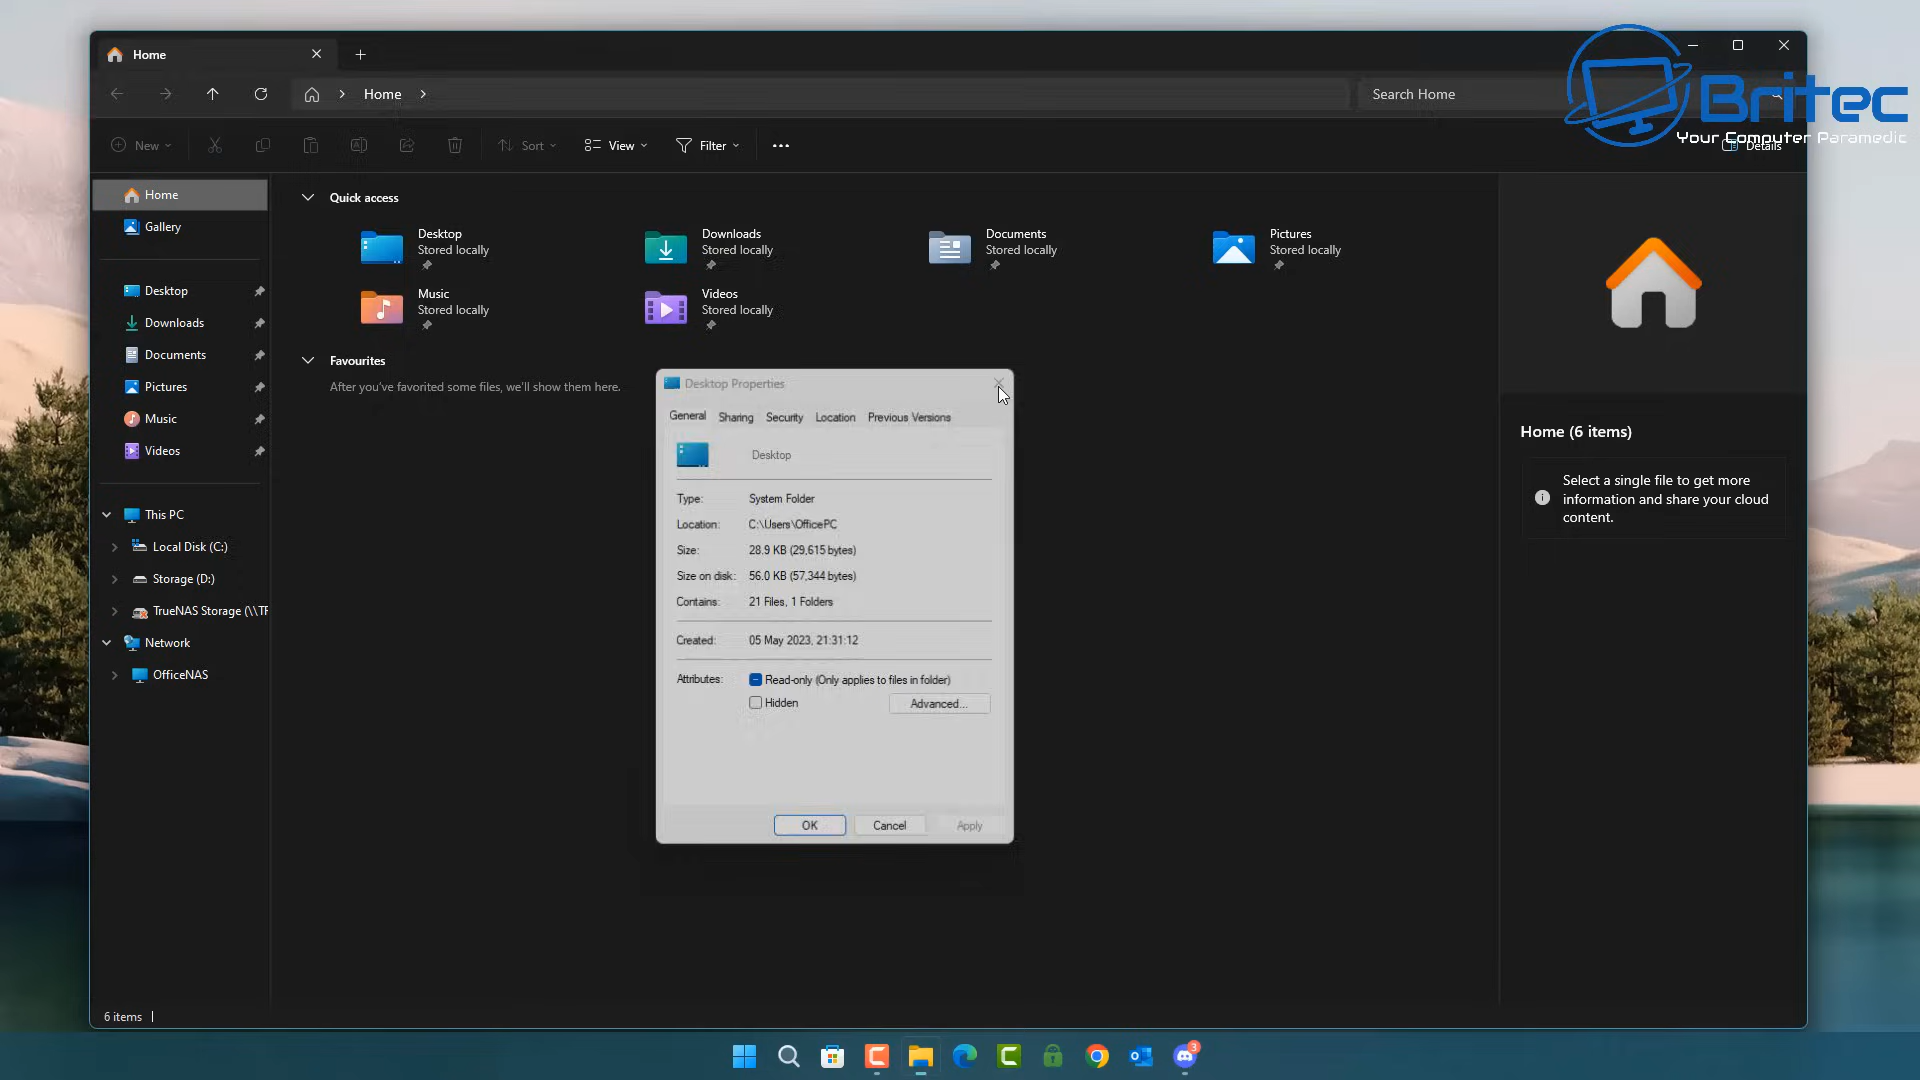 Home
Home
Search Home
Britec
Your Computer Paramedic
New
Sort
View
Filter
Details
Home
Gallery
Desktop
Downloads
Documents
Pictures
Music
Videos
This PC
Local Disk (C:)
Storage (D:)
TrueNAS Storage (\\TF
Network
OfficeNAS
Quick access
Desktop
Stored locally
Downloads
Stored locally
Documents
Stored locally
Pictures
Stored locally
Music
Stored locally
Videos
Stored locally
Favourites
After you've favorited some files, we'll show them here.
Desktop Properties
General Sharing Security Location Previous Versions
Desktop
Type: System Folder
Location: C:\Users\OfficePC
Size: 28.9 KB (29,615 bytes)
Size on disk: 56.0 KB (57,344 bytes)
Contains: 21 Files, 1 Folders
Created: 05 May 2023, 21:31:12
Attributes: Read-only (Only applies to files in folder)
Hidden Advanced...
OK Cancel Apply
Home (6 items)
Select a single file to get more
information and share your cloud
content.
6 items
3